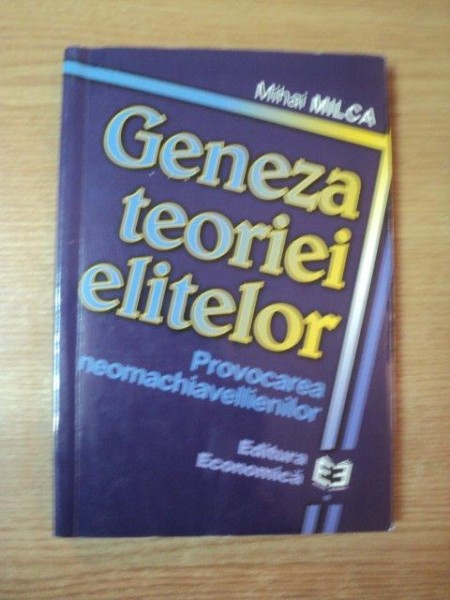 Mihai MILCA
Geneza
teoriei
elitelor
Provocarea
neomachiavellienilor
Editura
Economică